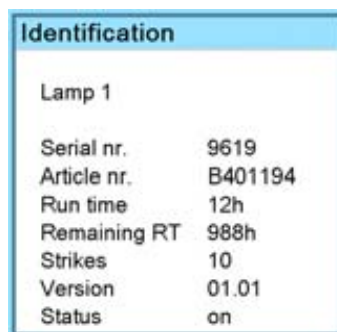 Identification
Lamp 1
Serial nr. 9619
Article nr. B401194
Run time 12h
Remaining RT 988h
Strikes 10
Version 01.01
Status on